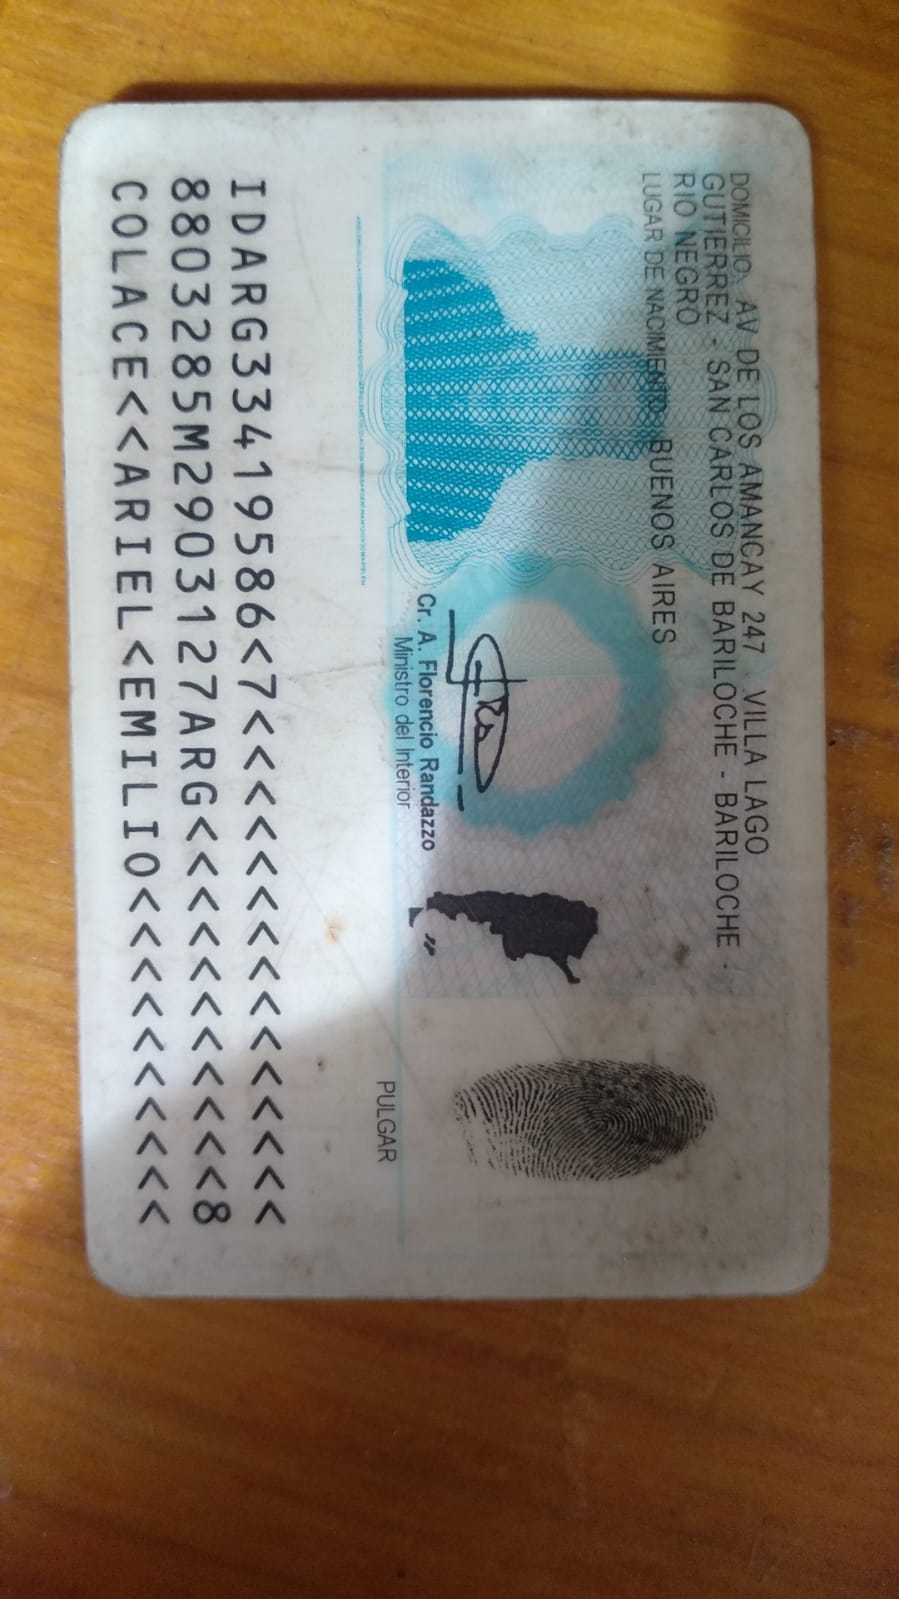 DOMICILIO: AV DE LOS AMANCAY 247 . VILLA LAGO
GUTIERREZ - SAN CARLOS DE BARILOCHE - BARILOCHE -
RIO NEGRO
LUGAR DE NACIMIENTO: BUENOS AIRES
Cr. A. Florencio Randazzo
Ministro del Interior
PULGAR
IDARG33419586<7<<<<<<<<<<<<<<<
8803285M2903127ARG<<<<<<<<<<<8
COLACE<<ARIEL<EMILIO<<<<<<<<<<